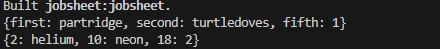 Built jobsheet:jobsheet.
{first: partridge, second: turtledoves, fifth: 1}
{2: helium, 10: neon, 18: 2}